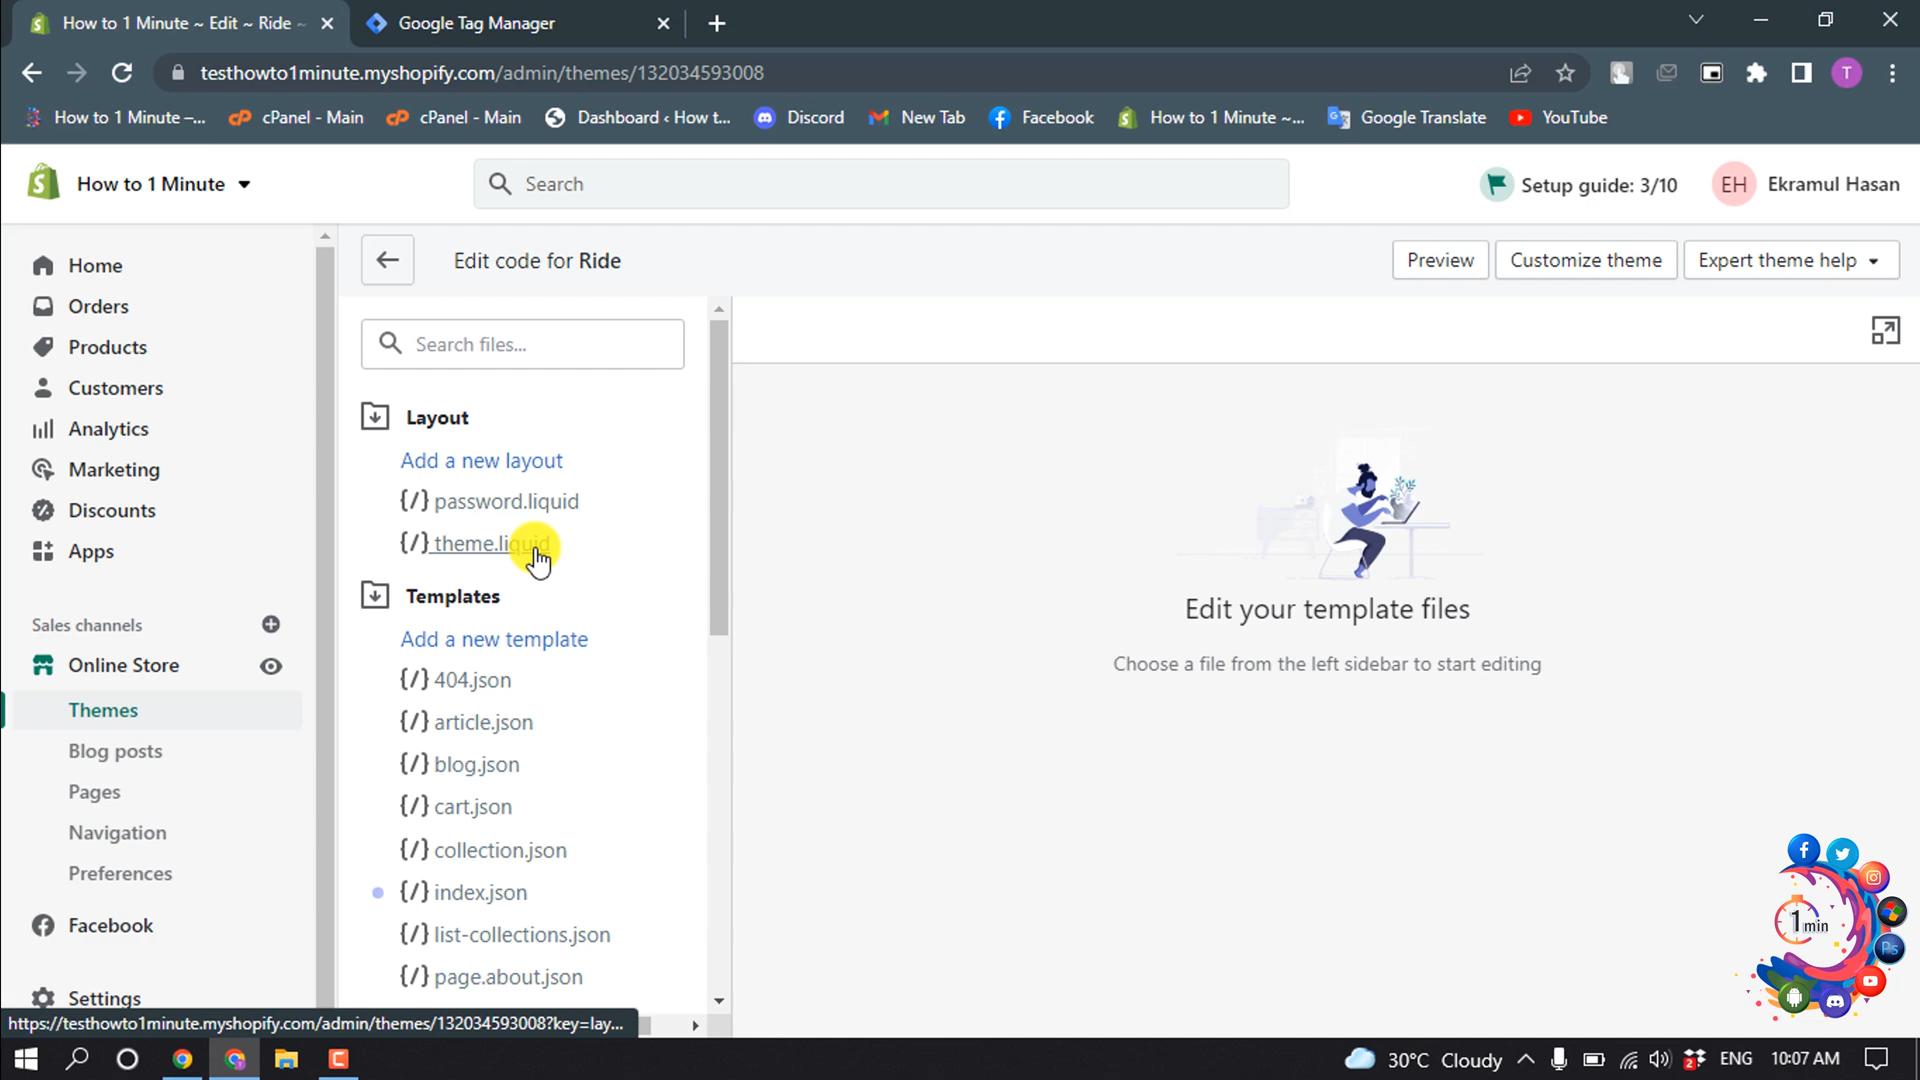 How to 1 Minute ~ Edit ~ Ride ~
Google Tag Manager
testhowto1minute.myshopify.com/admin/themes/132034593008
T
How to 1 Minute –...
cPanel - Main
cPanel - Main
Dashboard ‹ How t...
Discord
New Tab
Facebook
How to 1 Minute ~...
Google Translate
YouTube
How to 1 Minute
Search
Setup guide: 3/10
EH
Ekramul Hasan
Home
Orders
Products
Customers
Analytics
Marketing
Discounts
Apps
Sales channels
Online Store
Themes
Blog posts
Pages
Navigation
Preferences
Facebook
Settings
Edit code for Ride
Preview
Customize theme
Expert theme help
Search files...
Layout
Add a new layout
{/} password.liquid
{/} theme.liquid
Templates
Add a new template
{/} 404.json
{/} article.json
{/} blog.json
{/} cart.json
{/} collection.json
{/} index.json
{/} list-collections.json
{/} page.about.json
Edit your template files
Choose a file from the left sidebar to start editing
1 min
Ps
https://testhowto1minute.myshopify.com/admin/themes/132034593008?key=lay...
30°C Cloudy
2
ENG
10:07 AM